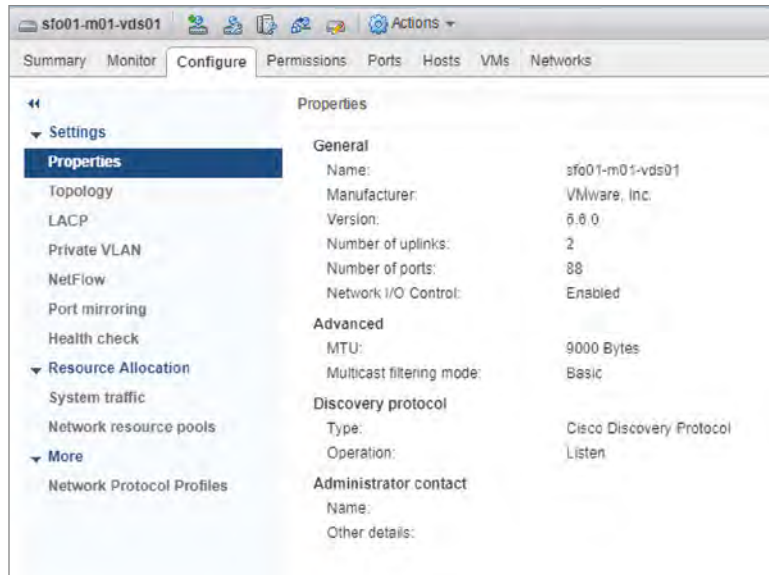 sfo01-m01-vds01 Actions
Summary Monitor Configure Permissions Ports Hosts VMs Networks
Settings
Properties
Topology
LACP
Private VLAN
NetFlow
Port mirroring
Health check
Resource Allocation
System traffic
Network resource pools
More
Network Protocol Profiles
Properties
General
Name: sfo01-m01-vds01
Manufacturer: VMware, Inc.
Version: 6.6.0
Number of uplinks: 2
Number of ports: 88
Network I/O Control: Enabled
Advanced
MTU: 9000 Bytes
Multicast filtering mode: Basic
Discovery protocol
Type: Cisco Discovery Protocol
Operation: Listen
Administrator contact
Name:
Other details: